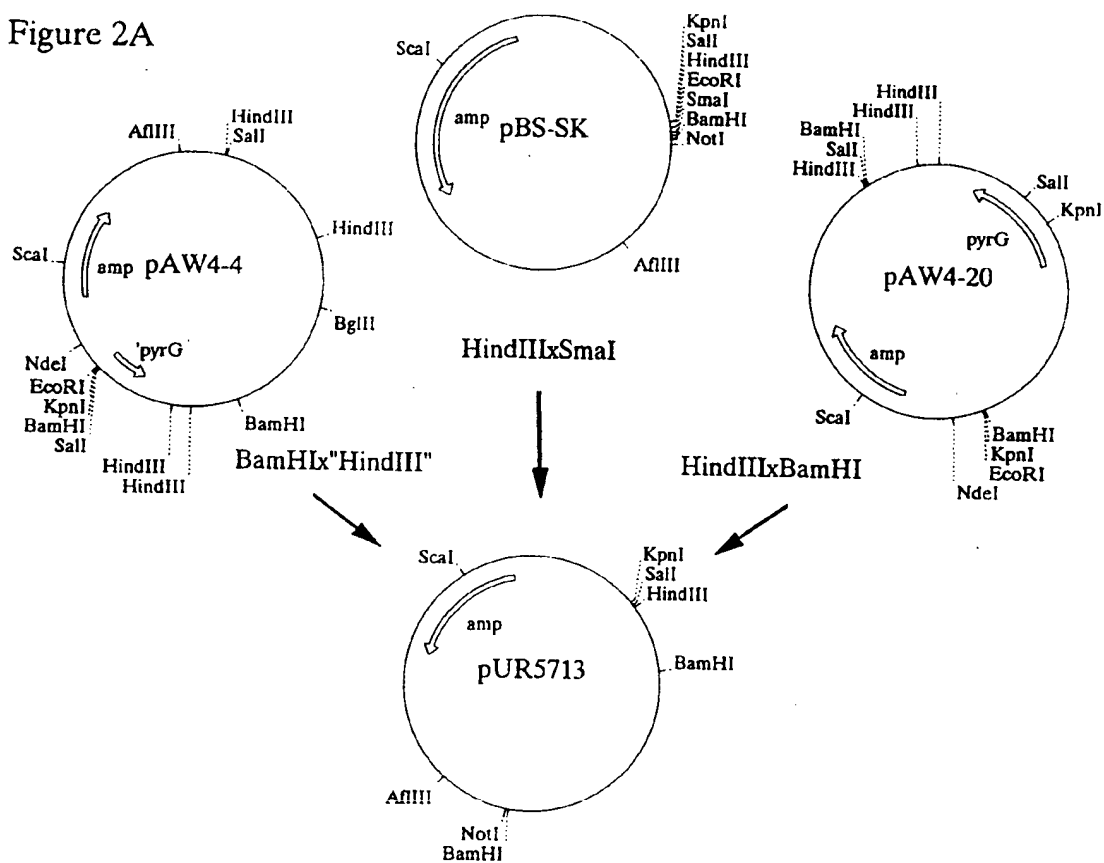 Figure 2A
ScaI
KpnI
SalI
HindIII
EcoRI
SmaI
BamHI
NotI
amp
pBS-SK
AflIII
HindIIIxSmaI
AflIII
HindIII
SalI
ScaI
amp
pAW4-4
HindIII
BglII
'pyrG
NdeI
EcoRI
KpnI
BamHI
SalI
HindIII
HindIII
BamHI
BamHIx"HindIII"
HindIII
HindIII
BamHI
SalI
HindIII
SalI
KpnI
pyrG
pAW4-20
amp
ScaI
BamHI
KpnI
EcoRI
NdeI
HindIIIxBamHI
ScaI
KpnI
SalI
HindIII
amp
BamHI
pUR5713
AflIII
NotI
BamHI